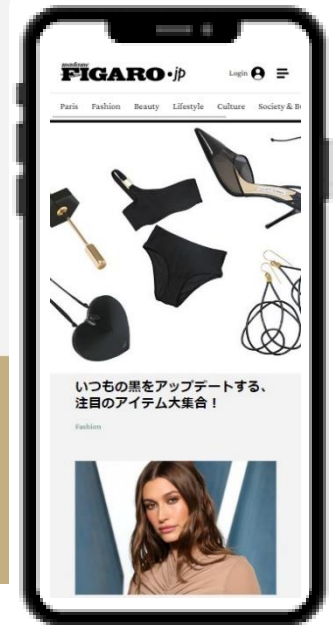 madame
FIGARO.jp
Login
Paris Fashion Beauty Lifestyle Culture Society & B
いつもの黒をアップデートする、
注目のアイテム大集合！
Fashion